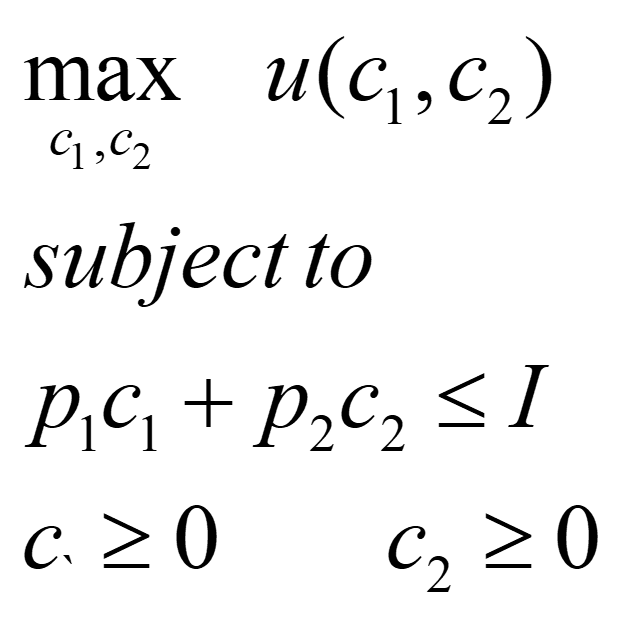 max u(c₁,c₂)
c₁,c₂
subject to
p₁c₁ + p₂c₂ ≤ I
c` ≥ 0 c₂ ≥ 0